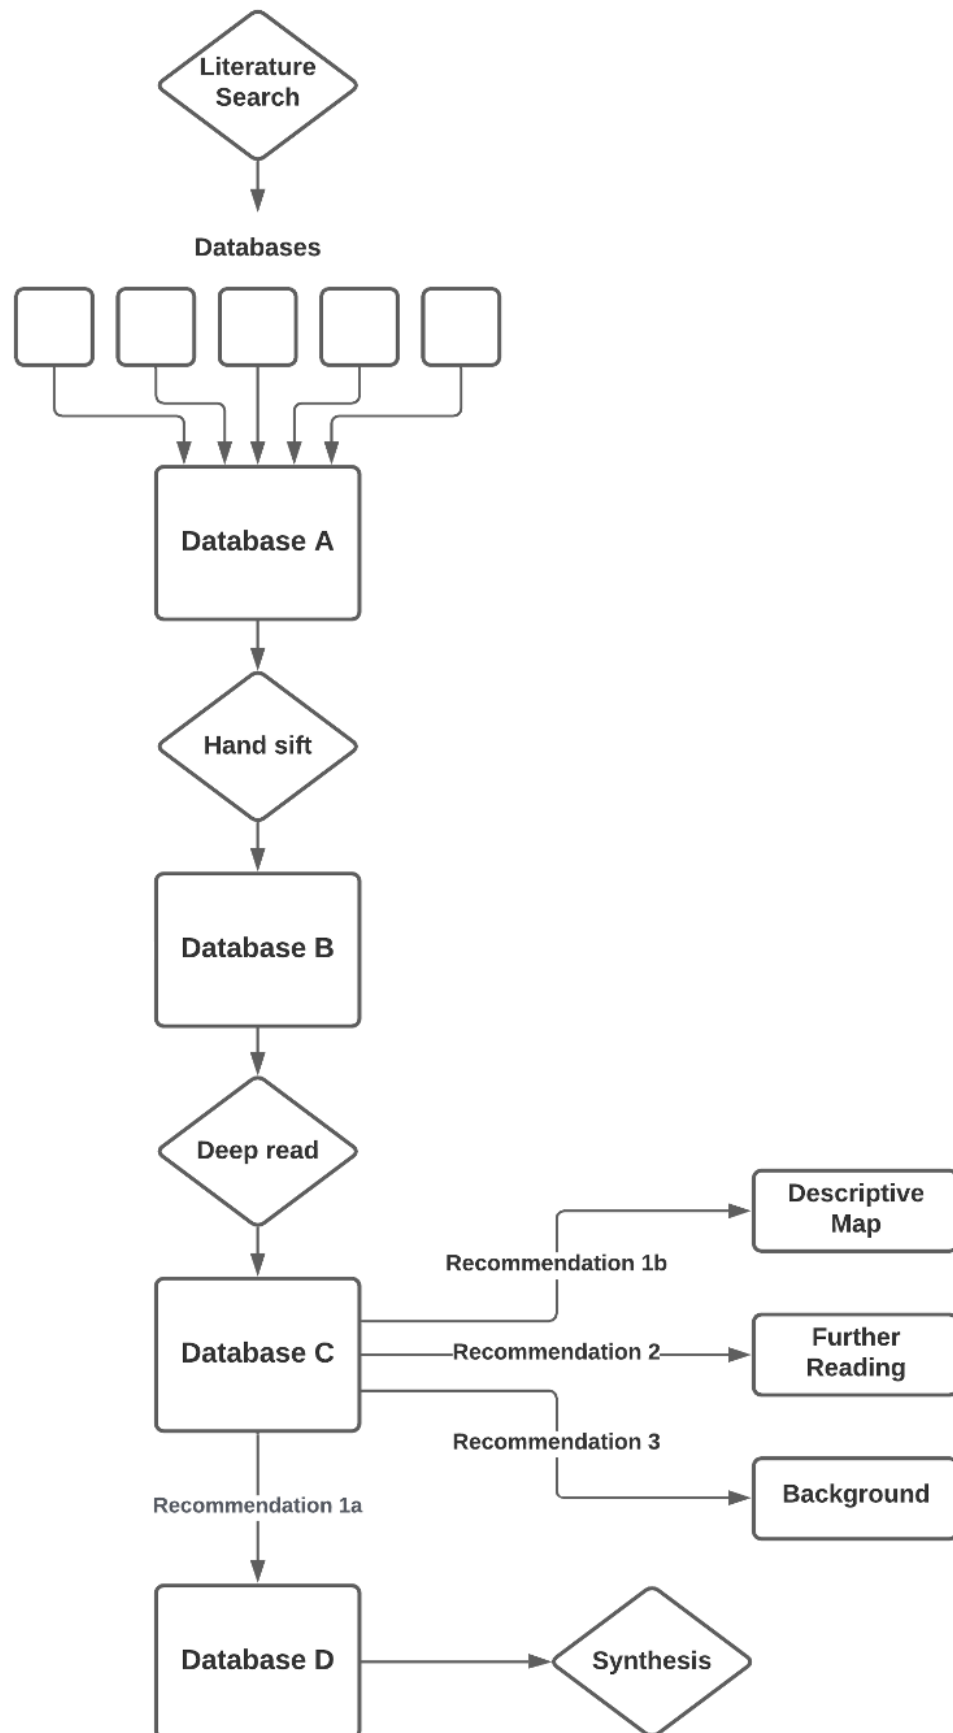 Literature
Search
Databases
Database A
Hand sift
Database B
Deep read
Descriptive
Map
Recommendation 1b
Further
Reading
Database C
Recommendation 2
Recommendation 3
Background
Recommendation 1a
Database D
Synthesis